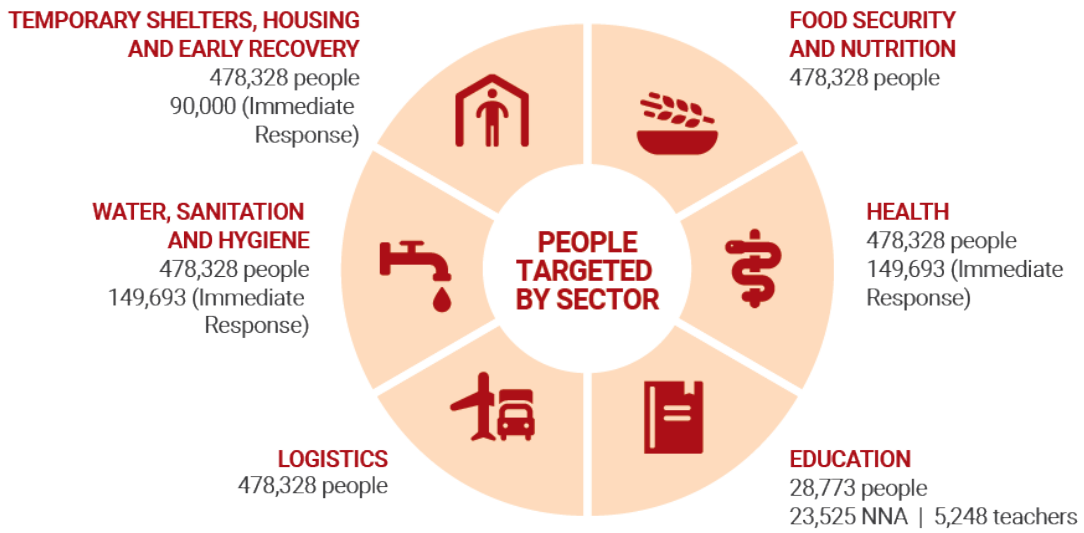 TEMPORARY SHELTERS, HOUSING
AND EARLY RECOVERY
478,328 people
90,000 (Immediate
Response)
FOOD SECURITY
AND NUTRITION
478,328 people
WATER, SANITATION
AND HYGIENE
478,328 people
149,693 (Immediate
Response)
PEOPLE
TARGETED
BY SECTOR
HEALTH
478,328 people
149,693 (Immediate
Response)
LOGISTICS
478,328 people
EDUCATION
28,773 people
23,525 NNA | 5,248 teachers